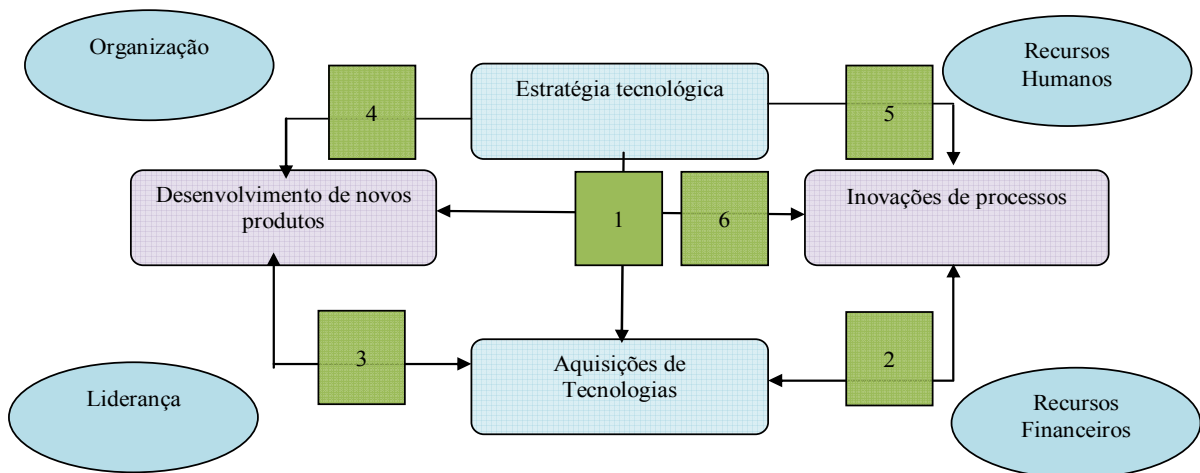 Organização
Recursos
Humanos
Estratégia tecnológica
4
5
Desenvolvimento de novos
produtos
1
6
Inovações de processos
3
Aquisições de
Tecnologias
2
Liderança
Recursos
Financeiros